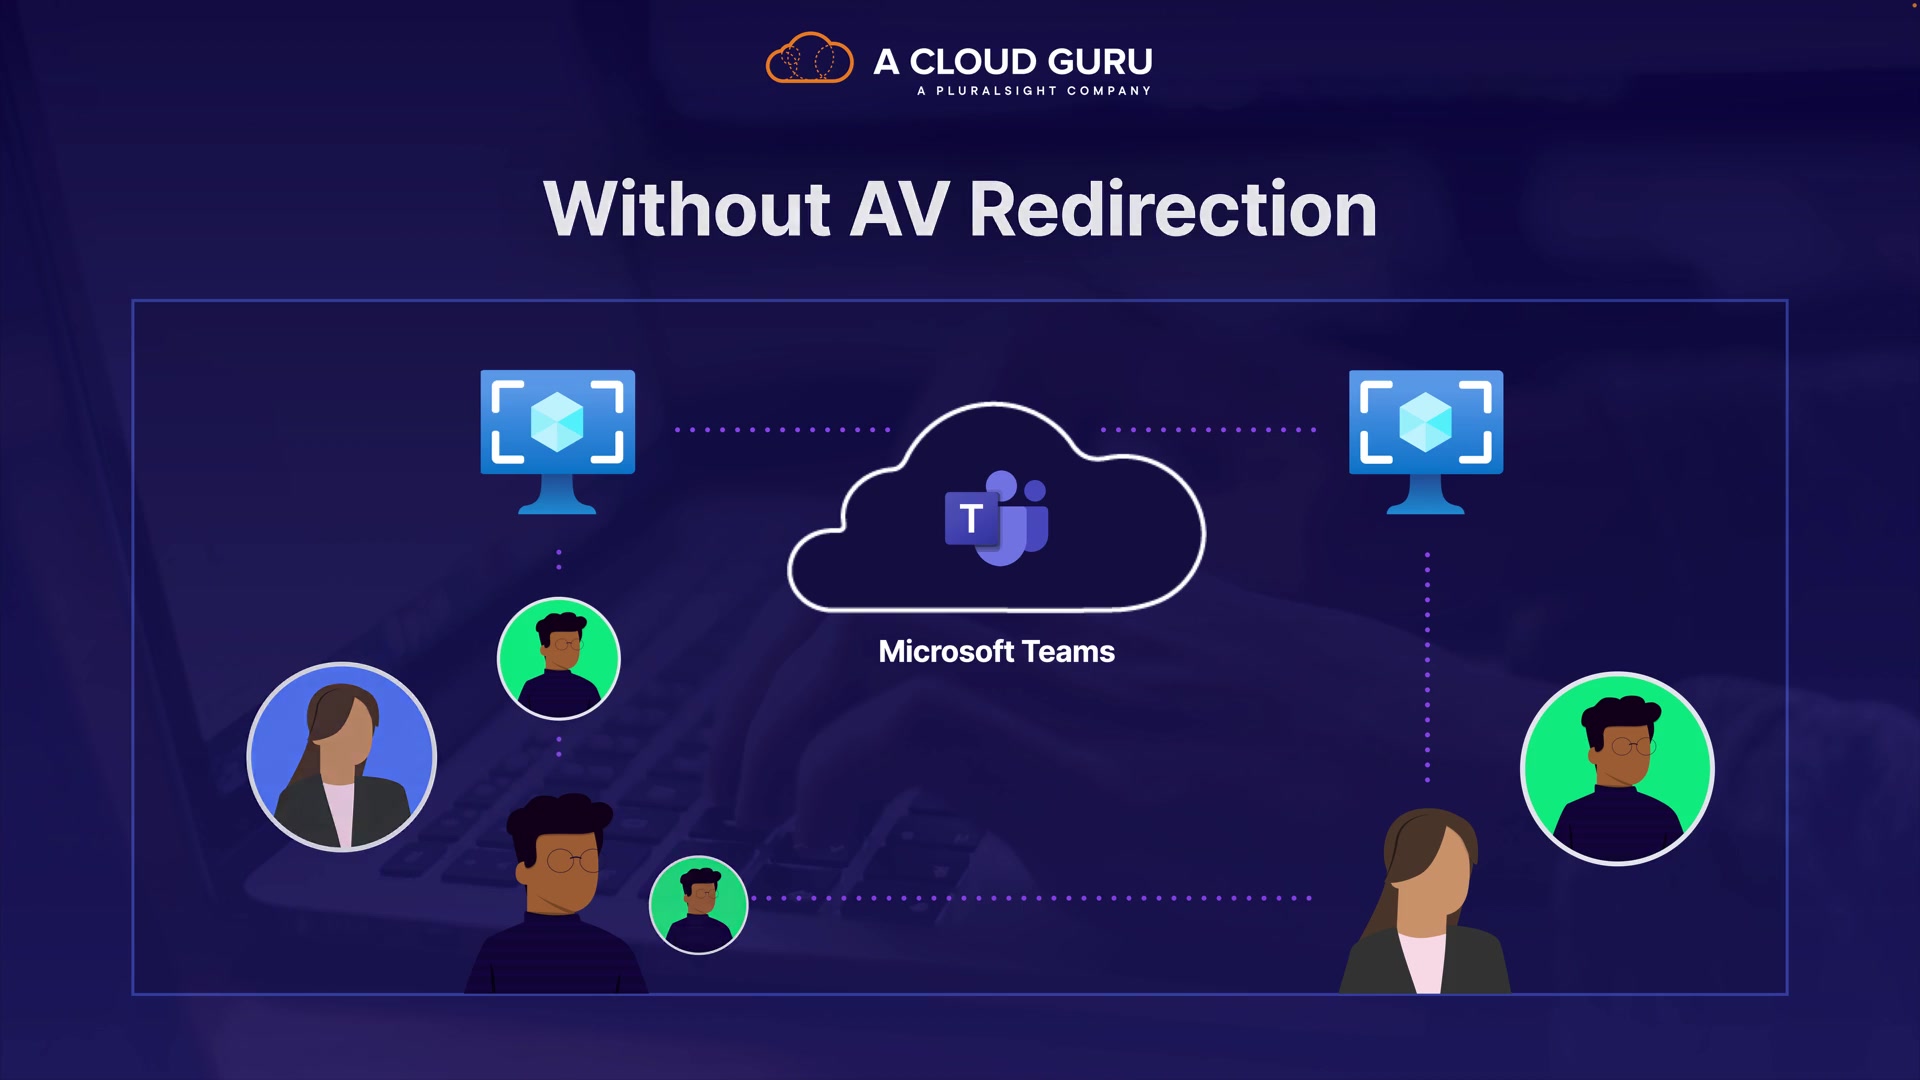 A CLOUD GURU
A PLURALSIGHT COMPANY
Without AV Redirection
T
Microsoft Teams